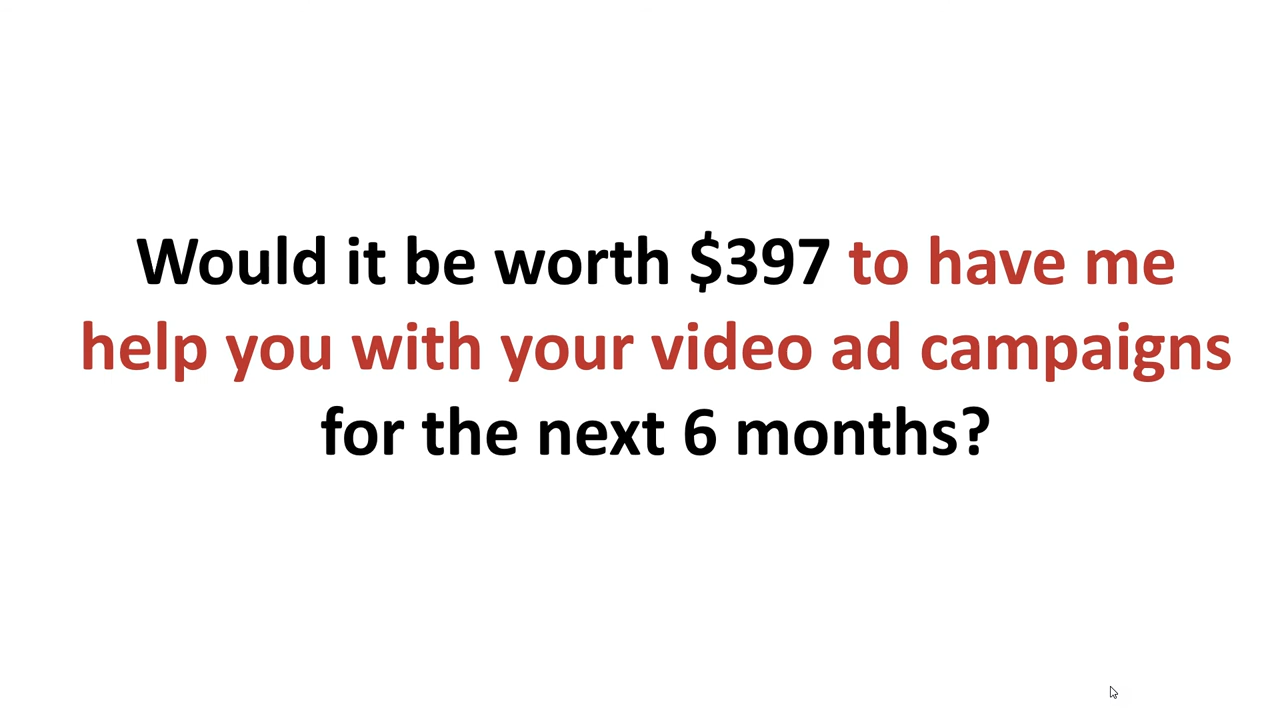 Would it be worth $397 to have me
help you with your video ad campaigns
for the next 6 months?